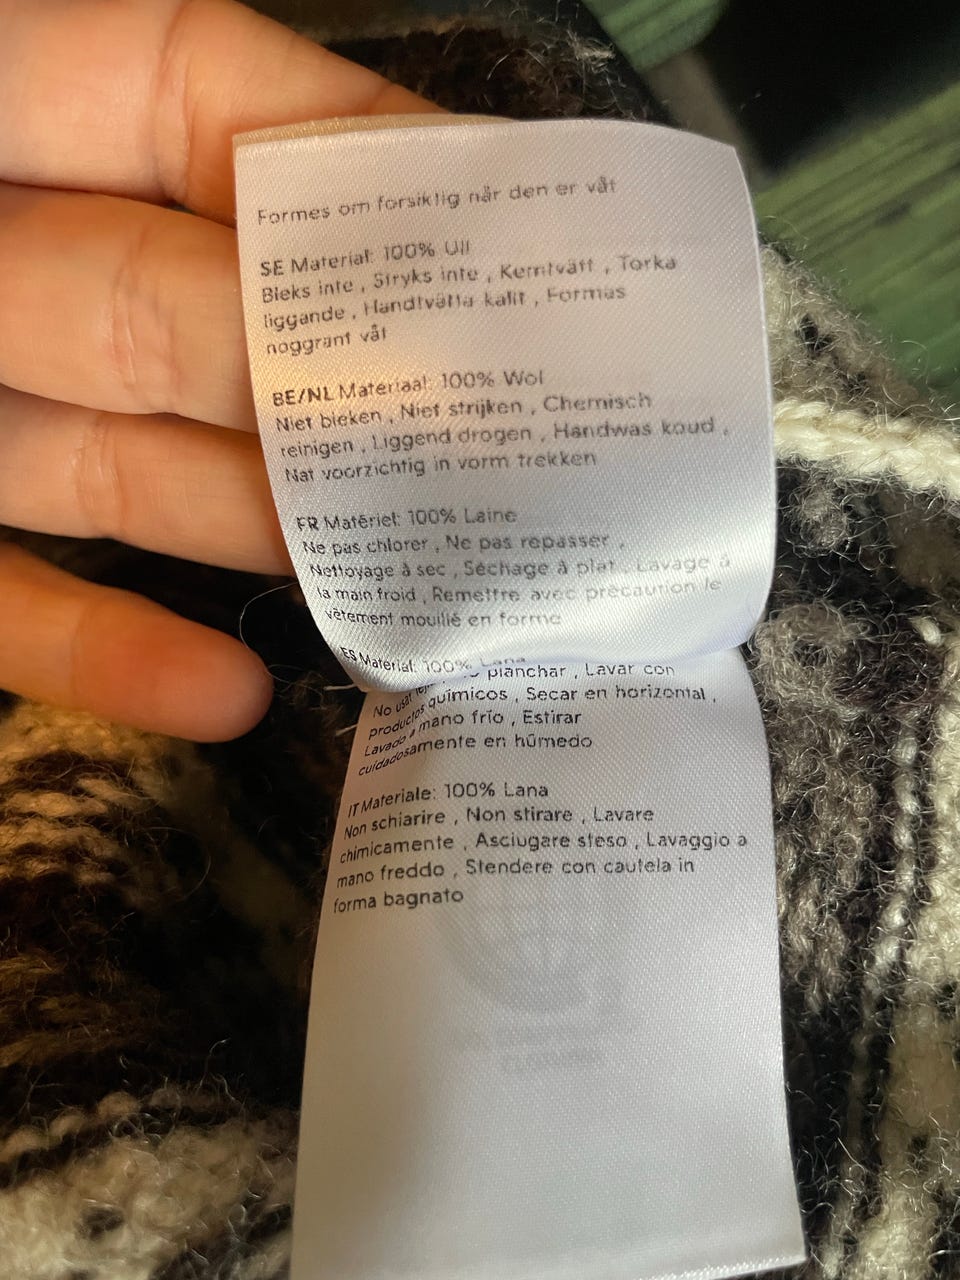 Formes om forsiktig når den er våt
SE Material: 100% Ull
Bleks inte , Stryks inte , Kemtvätt , Torka
liggande , Handtvätta kallt , Formas
noggrant våt
BE/NL Materiaal: 100% Wol
Niet bleken , Niet strijken , Chemisch
reinigen , Liggend drogen , Handwas koud ,
Nat voorzichtig in vorm trekken
FR Matériel: 100% Laine
Ne pas chlorer , Ne pas repasser ,
Nettoyage à sec , Séchage à plat , Lavage à
la main froid , Remettre avec précaution le
vêtement mouillé en forme
ES Material: 100% Lana
No usar planchar , Lavar con
productos químicos , Secar en horizontal ,
Lavado a mano frío , Estirar
cuidadosamente en húmedo
IT Materiale: 100% Lana
Non schiarire , Non stirare , Lavare
chimicamente , Asciugare steso , Lavaggio a
mano freddo , Stendere con cautela in
forma bagnato